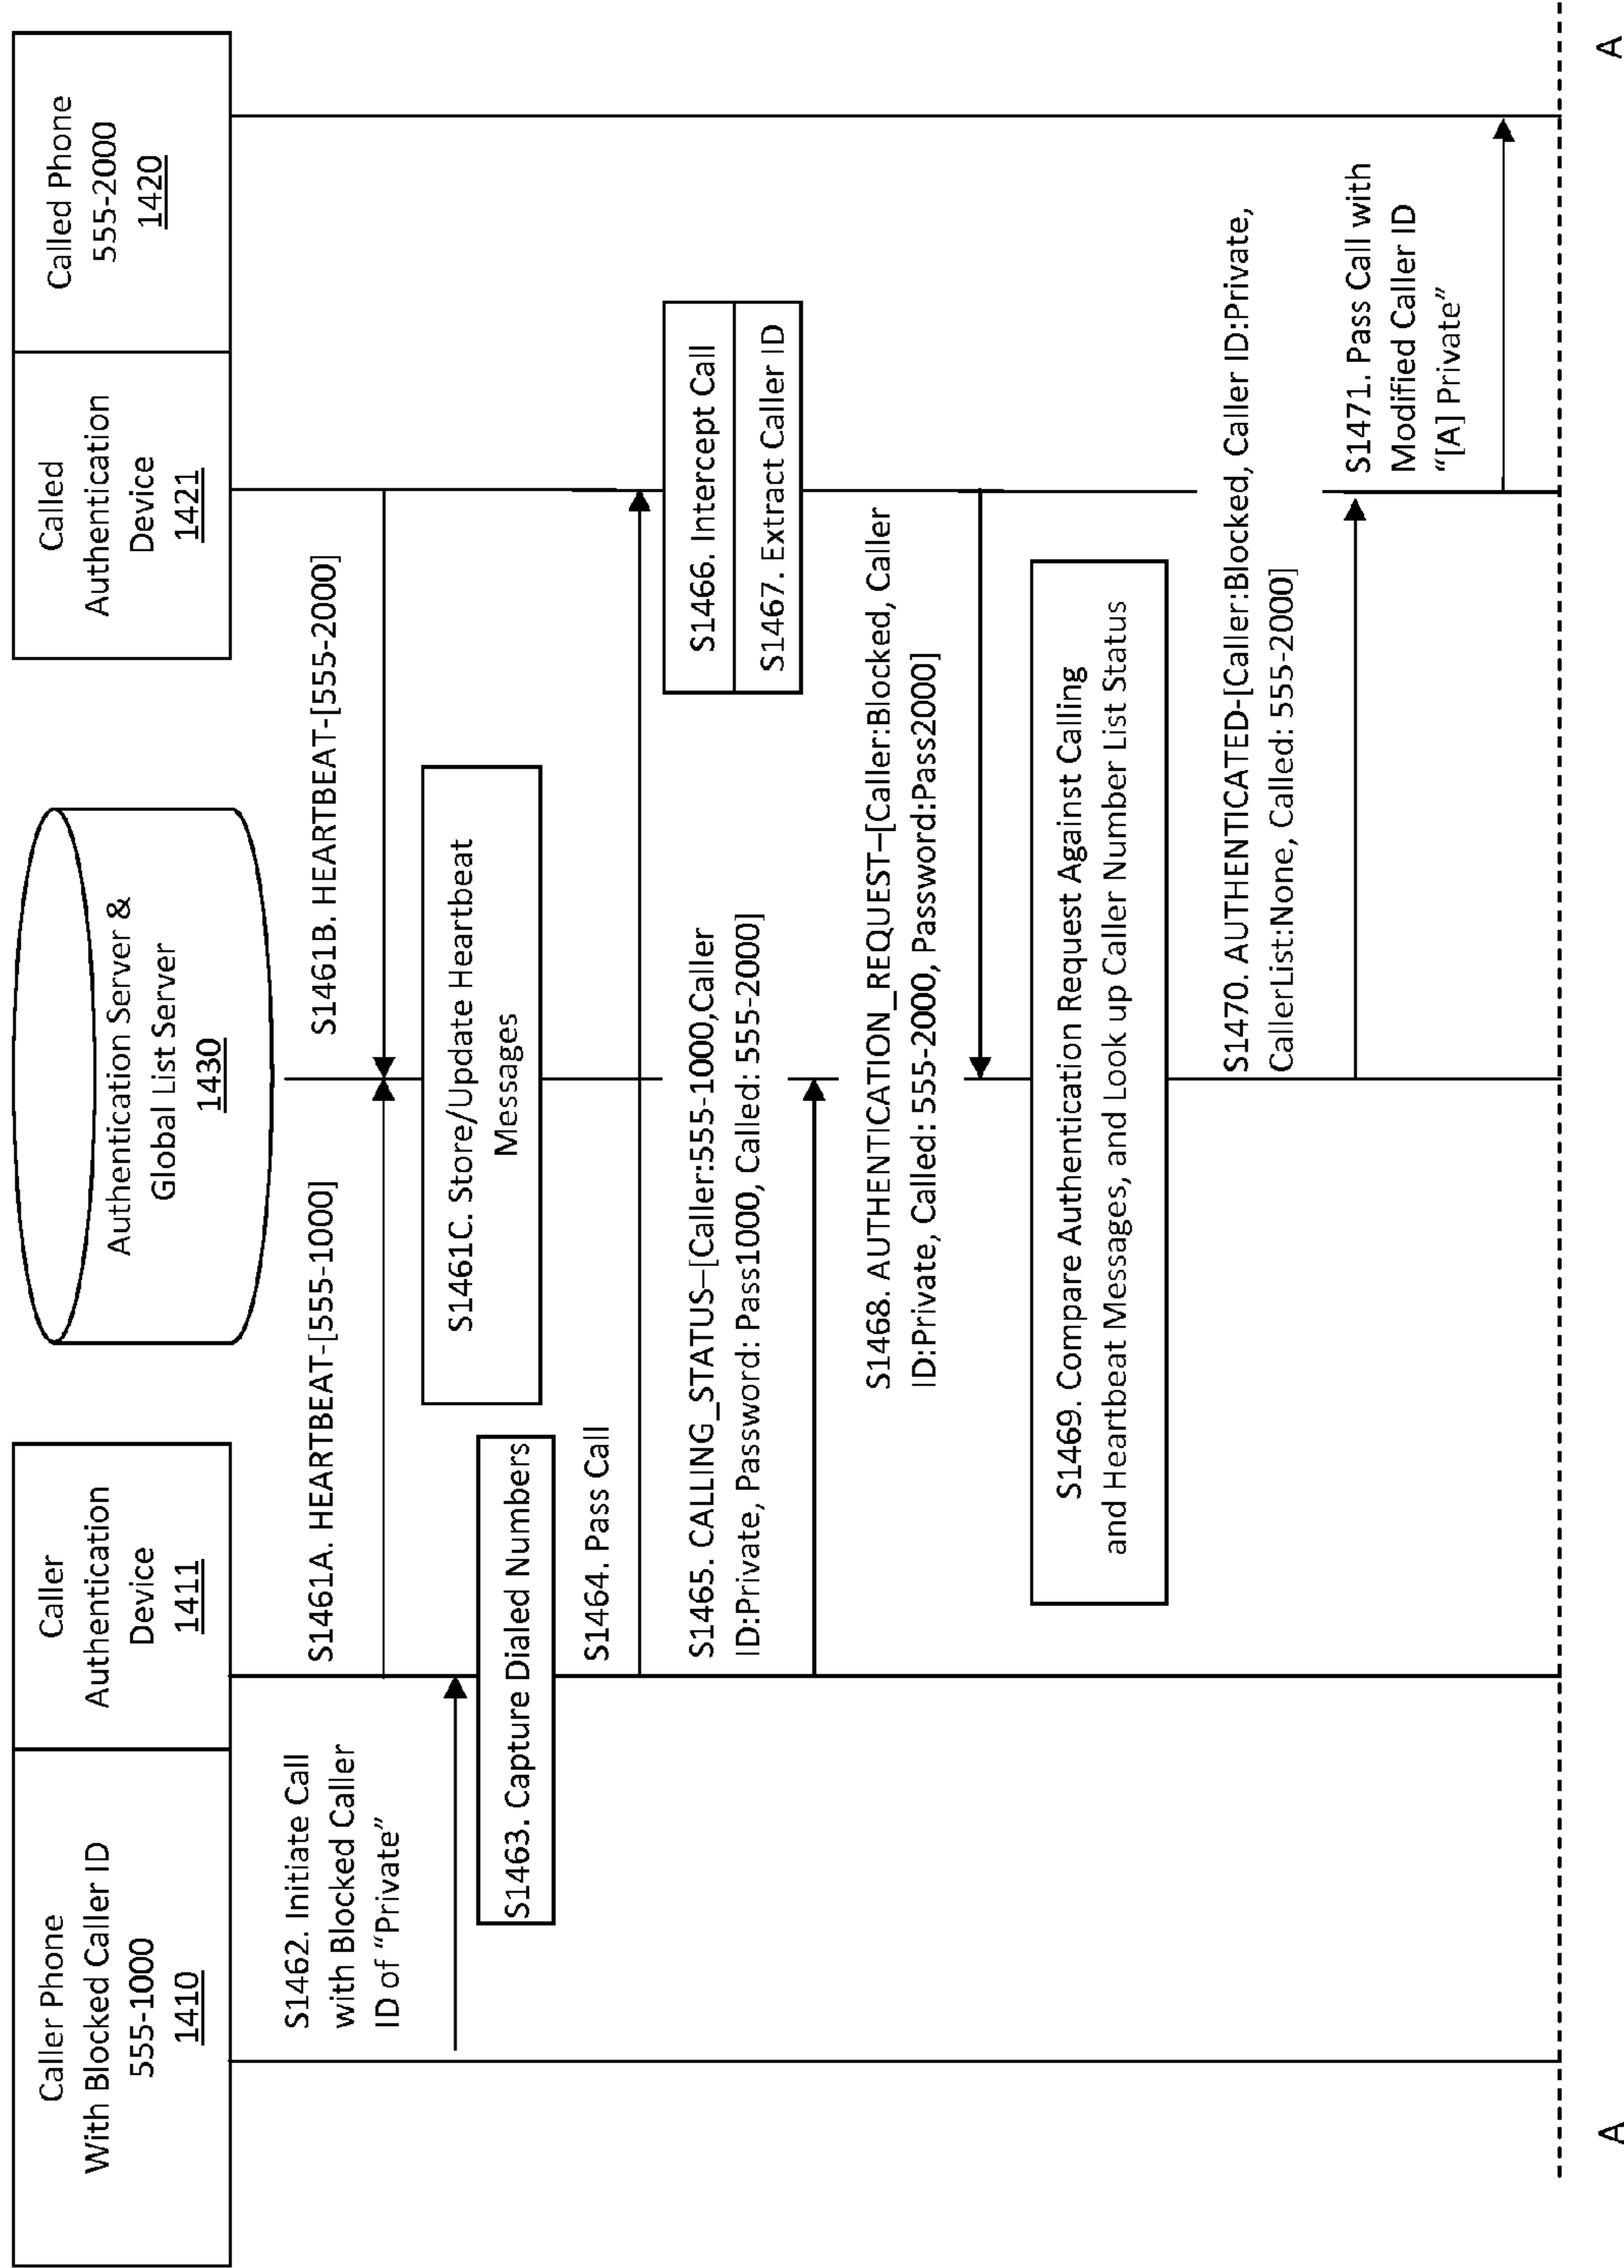 Caller Phone
With Blocked Caller ID
555-1000
1410
Caller
Authentication
Device
1411
Authentication Server &
Global List Server
1430
Called
Authentication
Device
1421
Called Phone
555-2000
1420
S1461A. HEARTBEAT-[555-1000]
S1461B. HEARTBEAT-[555-2000]
S1462. Initiate Call
with Blocked Caller
ID of “Private”
S1461C. Store/Update Heartbeat
Messages
S1463. Capture Dialed Numbers
S1464. Pass Call
S1465. CALLING_STATUS–[Caller:555-1000,Caller
ID:Private, Password: Pass1000, Called: 555-2000]
S1466. Intercept Call
S1467. Extract Caller ID
S1468. AUTHENTICATION_REQUEST–[Caller:Blocked, Caller
ID:Private, Called: 555-2000, Password:Pass2000]
S1469. Compare Authentication Request Against Calling
and Heartbeat Messages, and Look up Caller Number List Status
S1470. AUTHENTICATED-[Caller:Blocked, Caller ID:Private,
CallerList:None, Called: 555-2000]
S1471. Pass Call with
Modified Caller ID
“[A] Private”
A
A